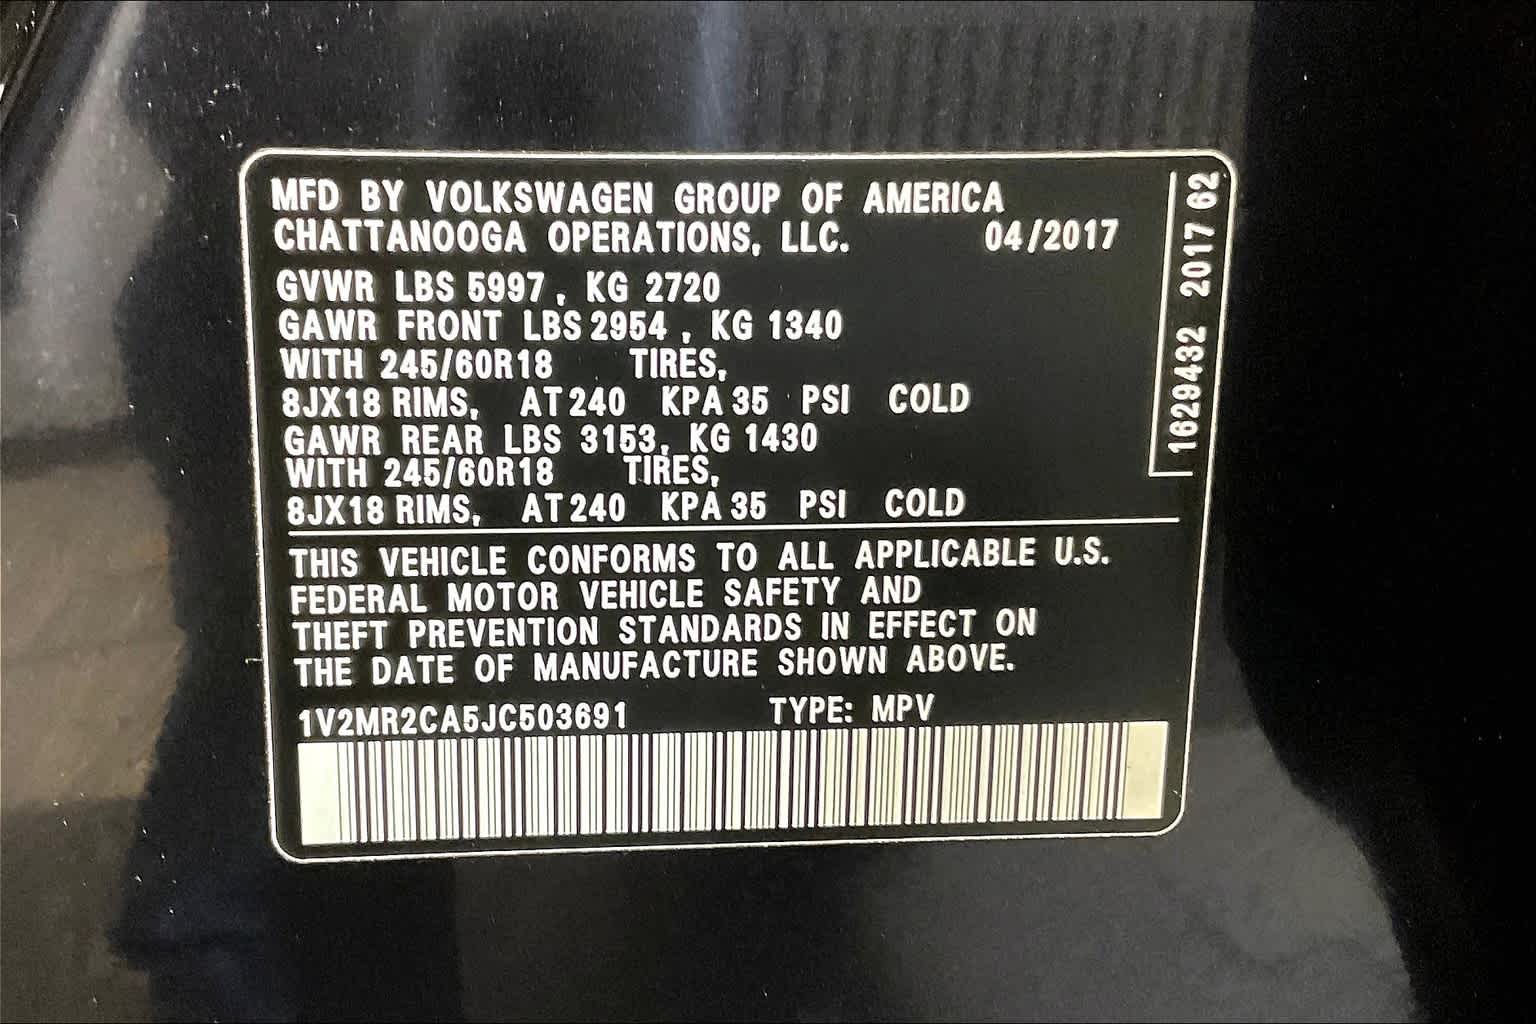 MFD BY VOLKSWAGEN GROUP OF AMERICA
CHATTANOOGA OPERATIONS, LLC. 04/2017
GVWR LBS 5997 , KG 2720
GAWR FRONT LBS 2954 , KG 1340
WITH 245/60R18 TIRES,
8JX18 RIMS, AT 240 KPA 35 PSI COLD
GAWR REAR LBS 3153, KG 1430
WITH 245/60R18 TIRES,
8JX18 RIMS, AT 240 KPA 35 PSI COLD
THIS VEHICLE CONFORMS TO ALL APPLICABLE U.S.
FEDERAL MOTOR VEHICLE SAFETY AND
THEFT PREVENTION STANDARDS IN EFFECT ON
THE DATE OF MANUFACTURE SHOWN ABOVE.
1V2MR2CA5JC503691 TYPE: MPV
1629432 2017 62